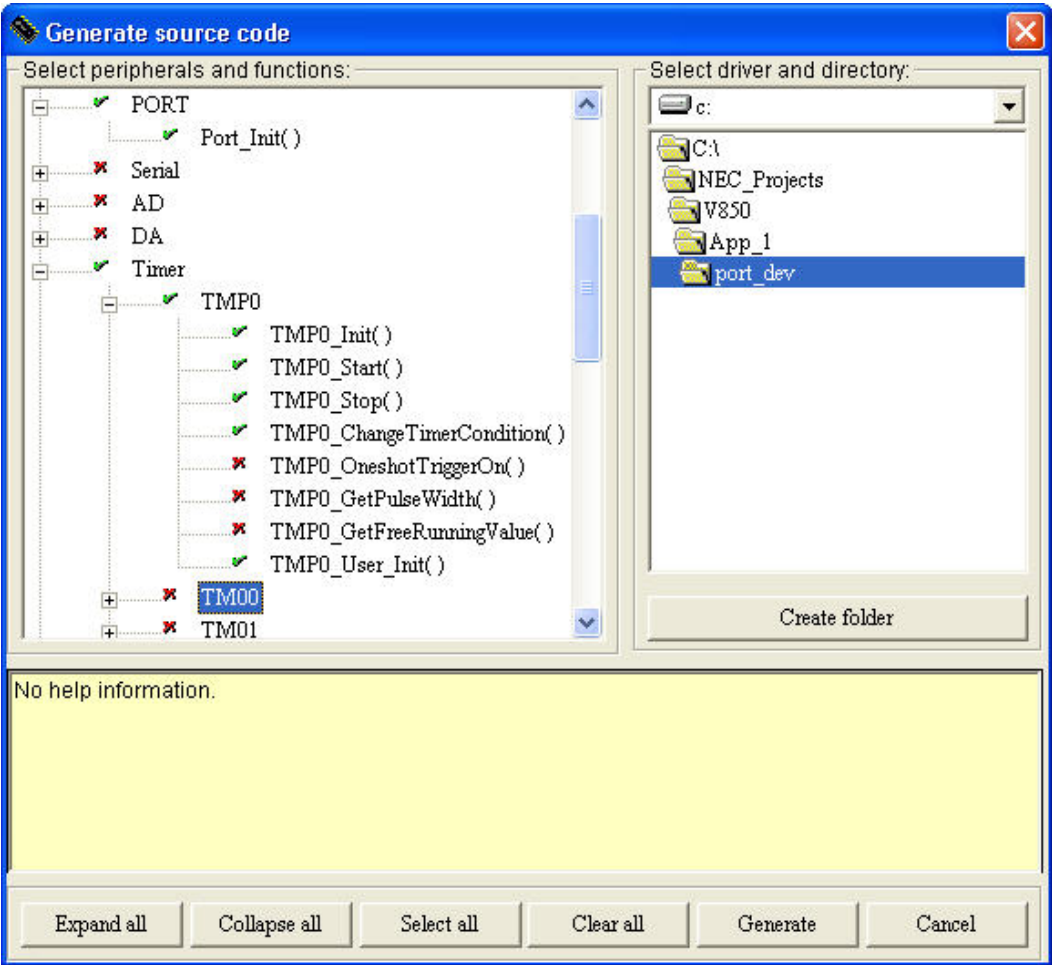 Generate source code
Select peripherals and functions:
PORT
Port_Init( )
Serial
AD
DA
Timer
TMP0
TMP0_Init( )
TMP0_Start( )
TMP0_Stop( )
TMP0_ChangeTimerCondition( )
TMP0_OneshotTriggerOn( )
TMP0_GetPulseWidth( )
TMP0_GetFreeRunningValue( )
TMP0_User_Init( )
TM00
TM01
Select driver and directory:
c:
C:\
NEC_Projects
V850
App_1
port_dev
Create folder
No help information.
Expand all Collapse all Select all Clear all Generate Cancel